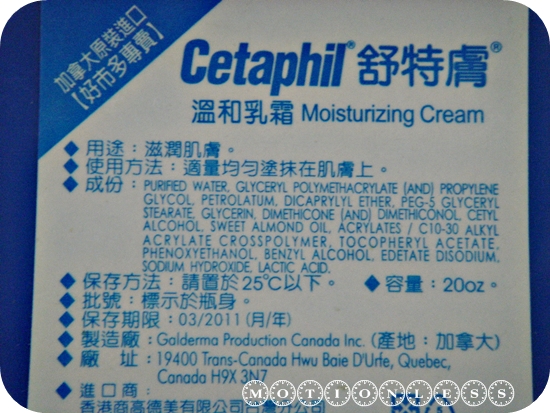 加拿大原裝進口
【好市多專賣】
Cetaphil® 舒特膚®
溫和乳霜 Moisturizing Cream
◆ 用途：滋潤肌膚。
◆ 使用方法：適量均勻塗抹在肌膚上。
◆ 成份：PURIFIED WATER, GLYCERYL POLYMETHACRYLATE (AND) PROPYLENE
GLYCOL, PETROLATUM, DICAPRYLYL ETHER, PEG-5 GLYCERYL
STEARATE, GLYCERIN, DIMETHICONE (AND) DIMETHICONOL, CETYL
ALCOHOL, SWEET ALMOND OIL, ACRYLATES / C10-30 ALKYL
ACRYLATE CROSSPOLYMER, TOCOPHERYL ACETATE,
PHENOXYETHANOL, BENZYL ALCOHOL, EDETATE DISODIUM,
SODIUM HYDROXIDE, LACTIC ACID.
◆ 保存方法：請置於25°C以下。 ◆ 容量：20oz。
◆ 批號：標示於瓶身。
◆ 保存期限：03/2011 (月/年)
◆ 製造廠：Galderma Production Canada Inc. (產地：加拿大)
◆ 廠 址：19400 Trans-Canada Hwu Baie D'Urfe, Quebec,
Canada H9X 3N7
◆ 進口商：
香港商高德美有限公司台灣分公司
MOTIONLESS